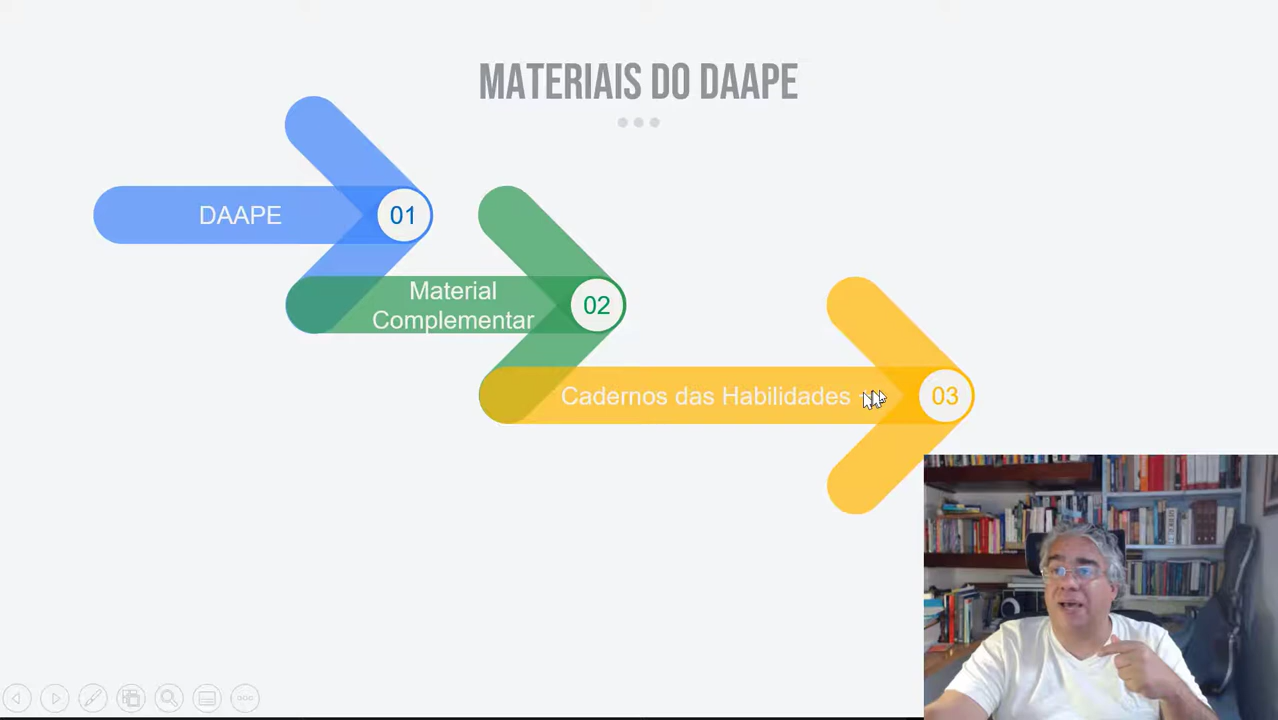 MATERIAIS DO DAAPE
DAAPE
01
Material
Complementar
02
Cadernos das Habilidades
03